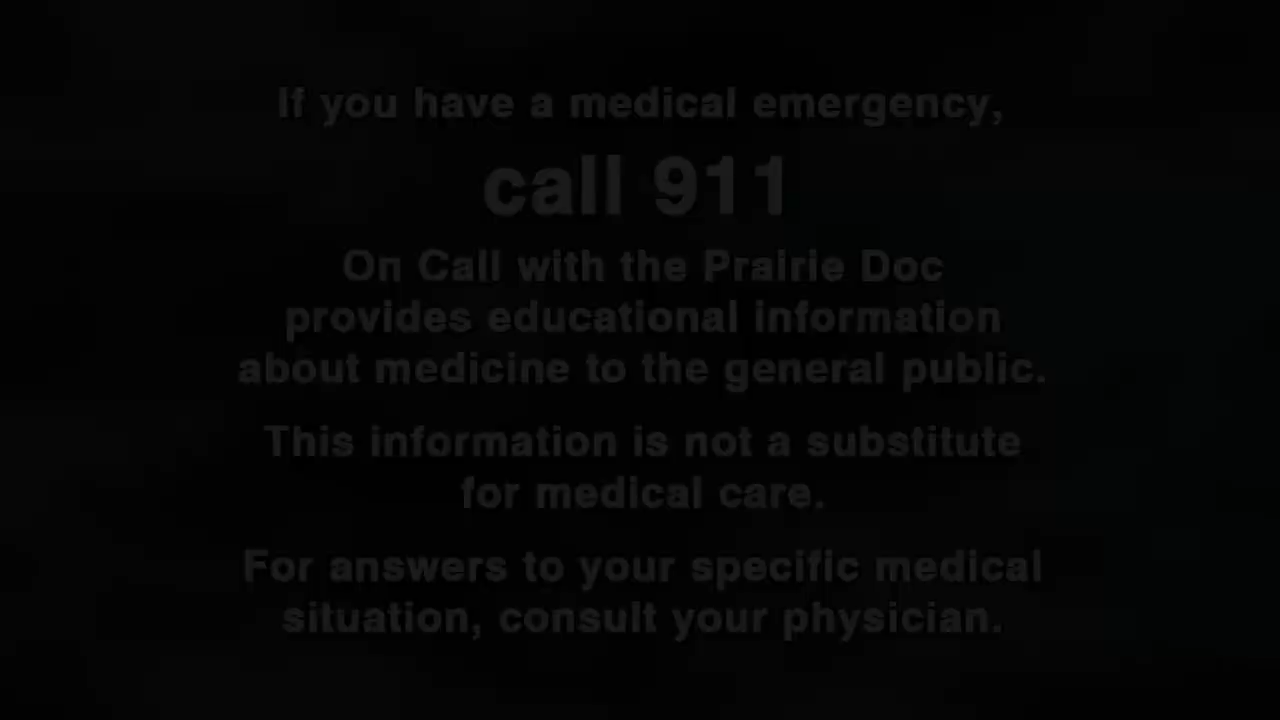 If you have a medical emergency,
call 911
On Call with the Prairie Doc
provides educational information
about medicine to the general public.
This information is not a substitute
for medical care.
For answers to your specific medical
situation, consult your physician.